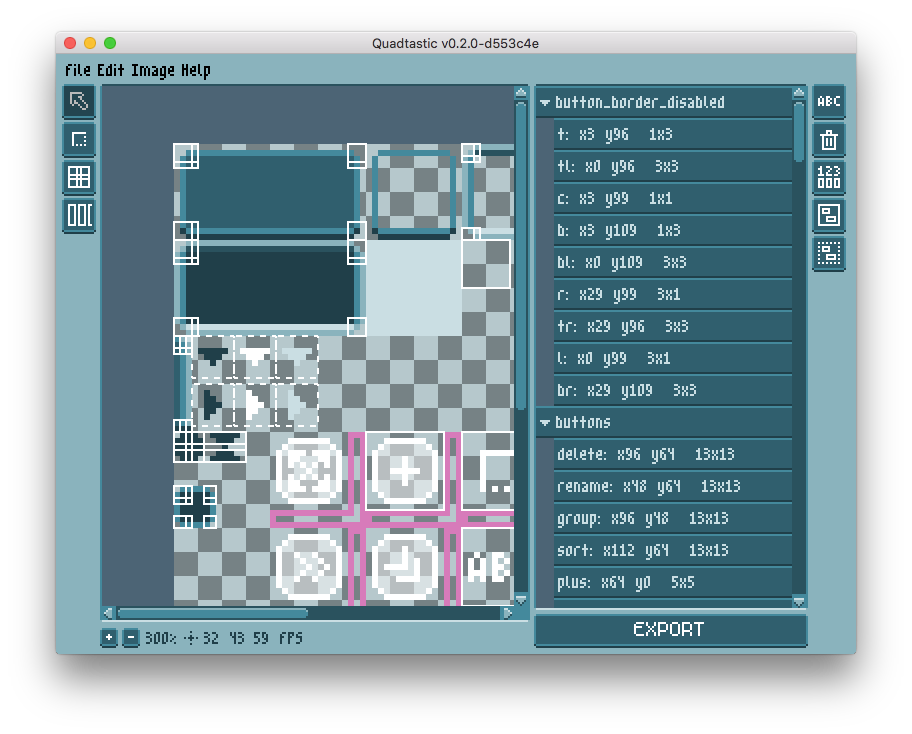 Quadtastic v0.2.0-d553c4e
File Edit Image Help
button_border_disabled
t: x3 y96 1x3
tl: x0 y96 3x3
c: x3 y99 1x1
b: x3 y109 1x3
bl: x0 y109 3x3
r: x29 y99 3x1
tr: x29 y96 3x3
l: x0 y99 3x1
br: x29 y109 3x3
buttons
delete: x96 y64 13x13
rename: x48 y64 13x13
group: x96 y48 13x13
sort: x112 y64 13x13
plus: x64 y0 5x5
ABC
123
AB
EXPORT
300% 32 43 59 FPS